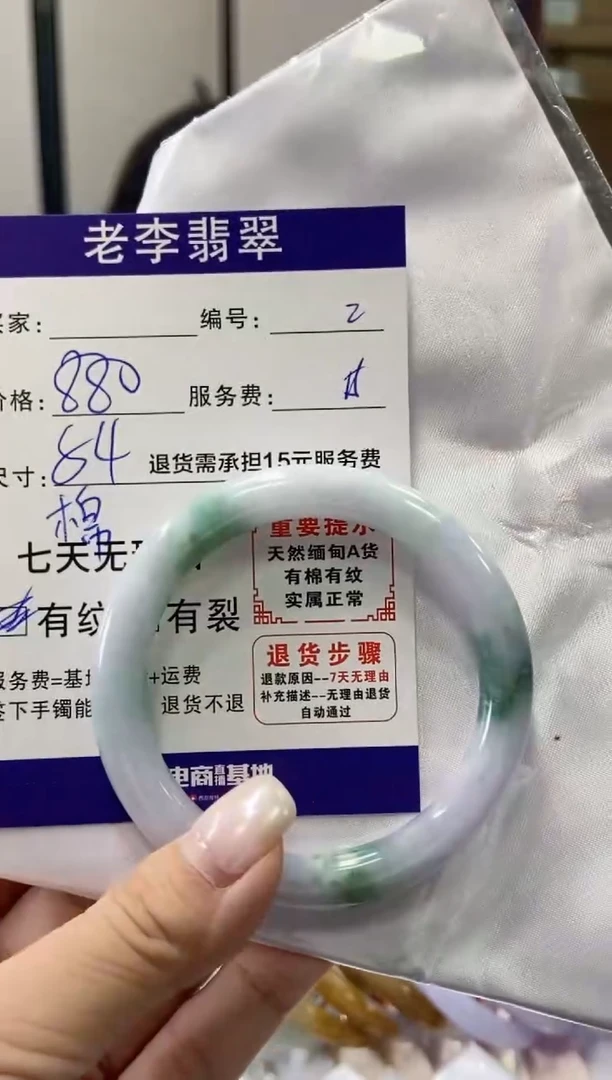 老李翡翠
家: 编号: 2
价格: 880 服务费:
尺寸: 54 退货需承担15元服务费
棉
七天无
有纹 有裂
服务费=基 +运费
签下手镯能 退货不退
重要提示
天然缅甸A货
有棉有纹
实属正常
退货步骤
退款原因--7天无理由
补充描述--无理由退货
自动通过
电商直播基地